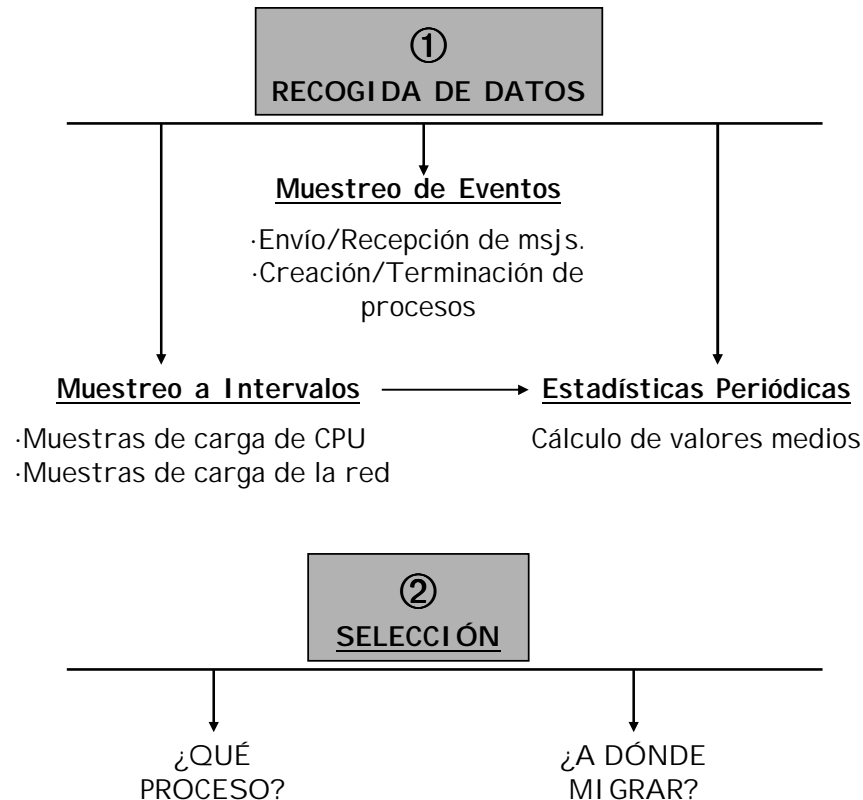 ①
RECOGIDA DE DATOS
Muestreo de Eventos
·Envío/Recepción de msjs.
·Creación/Terminación de
procesos
Muestreo a Intervalos
·Muestras de carga de CPU
·Muestras de carga de la red
Estadísticas Periódicas
Cálculo de valores medios
②
SELECCIÓN
¿QUÉ
PROCESO?
¿A DÓNDE
MIGRAR?